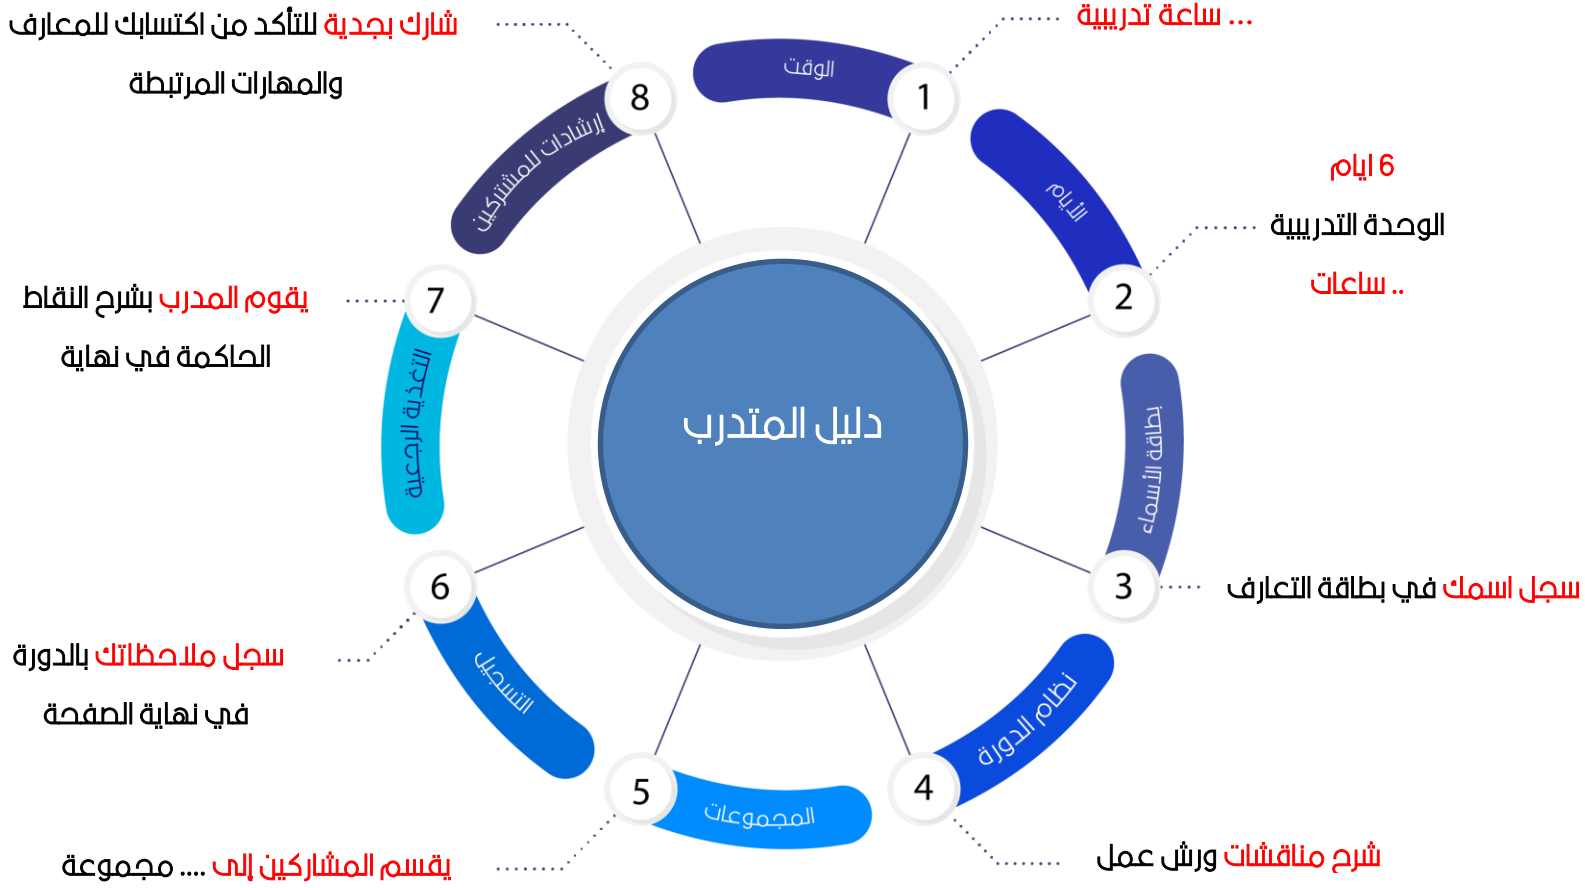 دليل المتدرب
1
الوقت
... ساعة تدريبية
2
الأيام
6 ايام
الوحدة التدريبية
.. ساعات
3
بطاقة الأسماء
سجل اسمك في بطاقة التعارف
4
نظام الدورة
شرح مناقشات ورش عمل
5
المجموعات
يقسم المشاركين إلى .... مجموعة
6
التسجيل
سجل ملاحظاتك بالدورة
في نهاية الصفحة
7
التغذية الرجعية
يقوم المدرب بشرح النقاط
الحاكمة في نهاية
8
إرشادات للمشتركين
شارك بجدية للتأكد من اكتسابك للمعارف
والمهارات المرتبطة